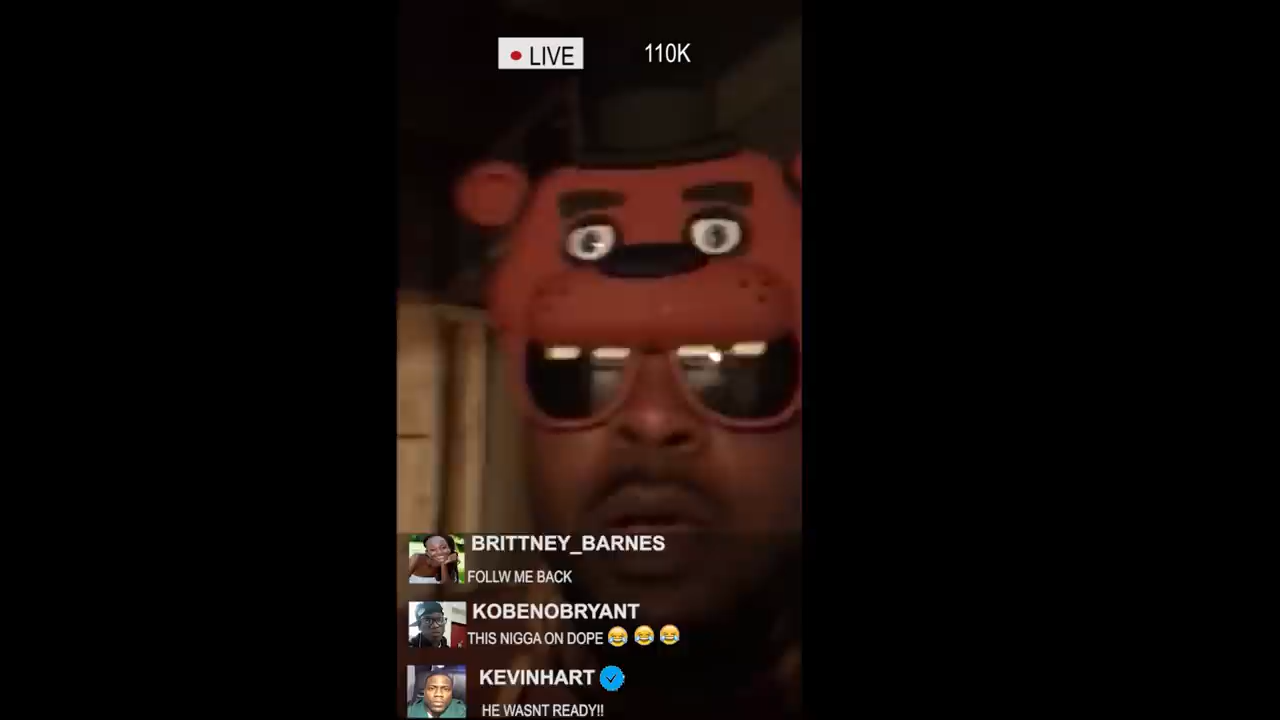 LIVE 110K
BRITTNEY_BARNES
FOLLW ME BACK
KOBENOBRYANT
THIS NIGGA ON DOPE 😂 😂 😂
KEVINHART
HE WASNT READY!!